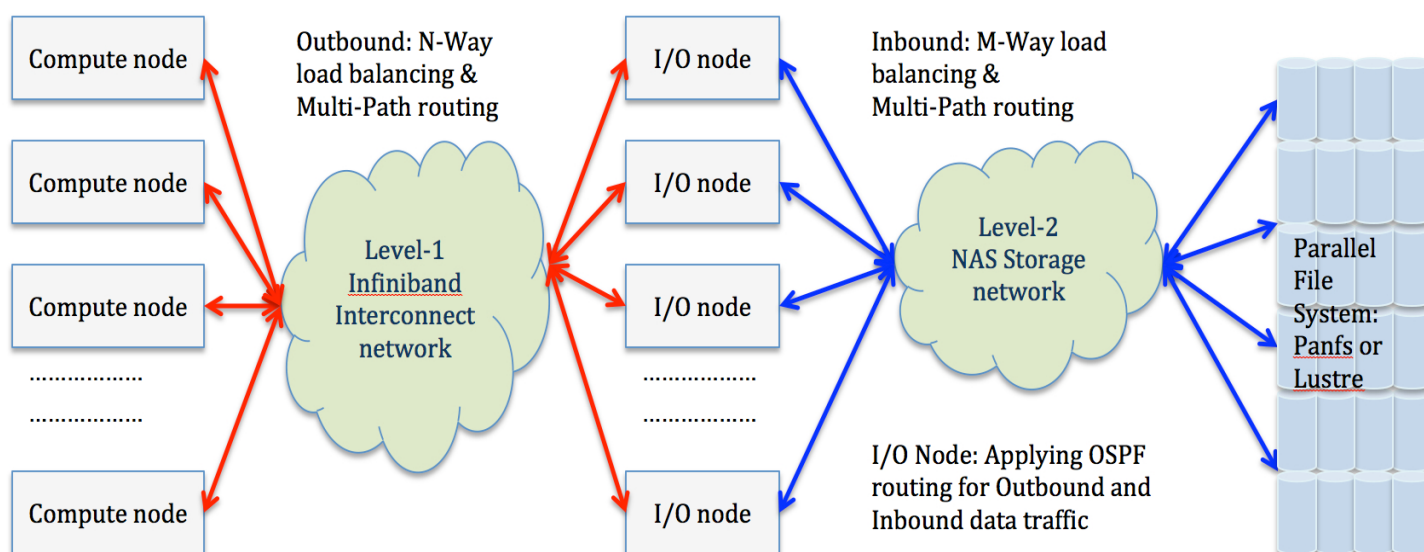 Compute node
Compute node
Compute node
………………
………………
Compute node
Outbound: N-Way
load balancing &
Multi-Path routing
Level-1
Infiniband
Interconnect
network
I/O node
I/O node
I/O node
………………
………………
I/O node
Inbound: M-Way load
balancing &
Multi-Path routing
Level-2
NAS Storage
network
I/O Node: Applying OSPF
routing for Outbound and
Inbound data traffic
Parallel
File
System:
Panfs or
Lustre